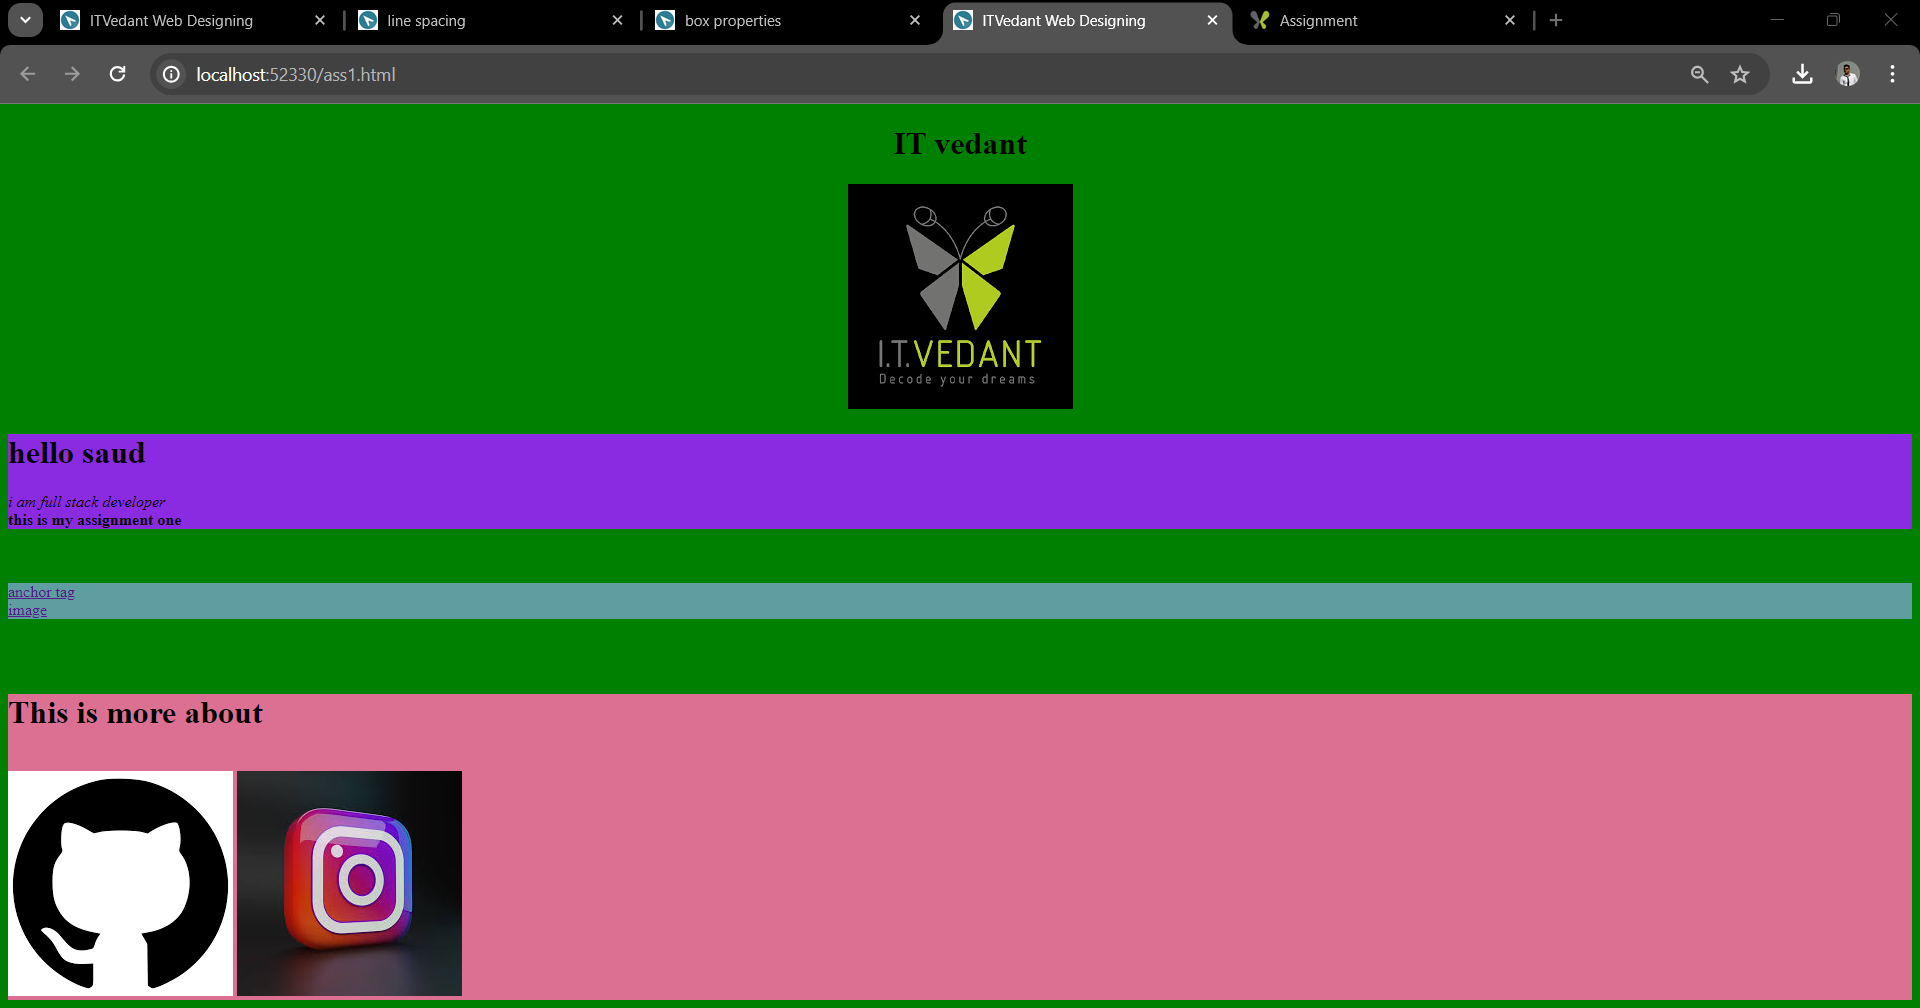 ITVedant Web Designing
line spacing
box properties
ITVedant Web Designing
Assignment
localhost:52330/ass1.html
IT vedant
I.T.VEDANT
Decode your dreams
hello saud
i am full stack developer
this is my assignment one
anchor tag
image
This is more about